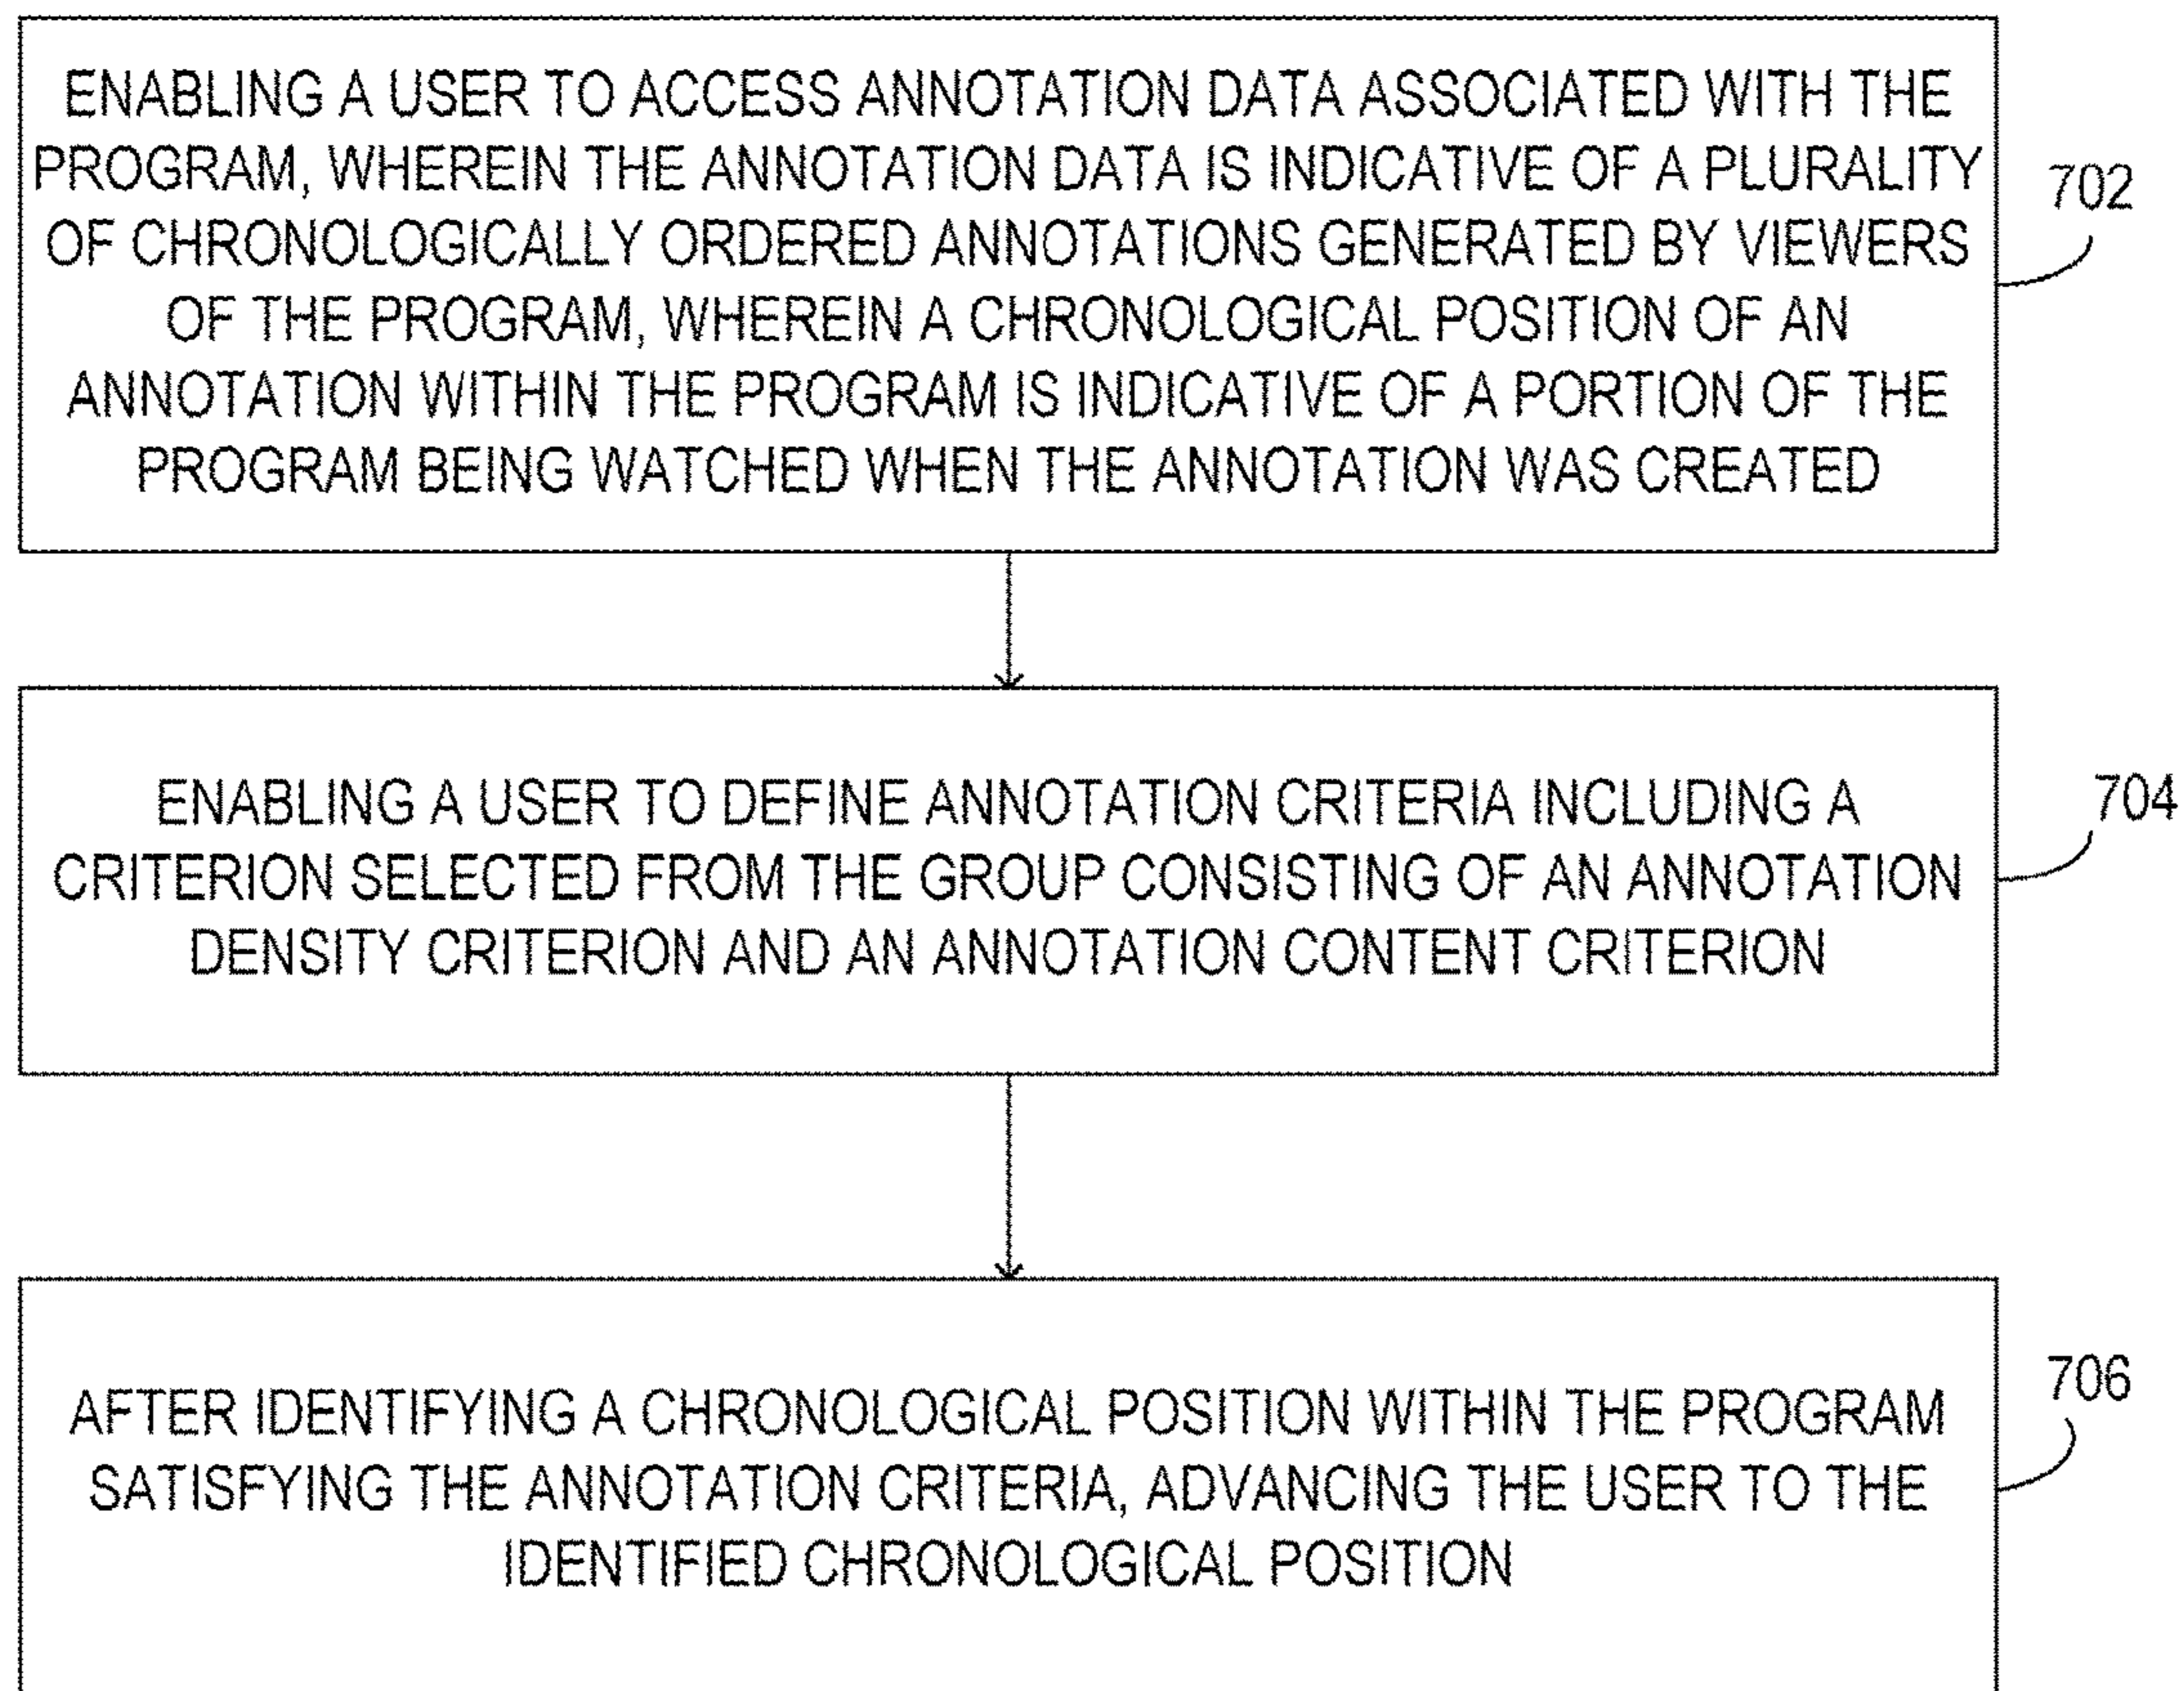 ENABLING A USER TO ACCESS ANNOTATION DATA ASSOCIATED WITH THE
PROGRAM, WHEREIN THE ANNOTATION DATA IS INDICATIVE OF A PLURALITY
OF CHRONOLOGICALLY ORDERED ANNOTATIONS GENERATED BY VIEWERS
OF THE PROGRAM, WHEREIN A CHRONOLOGICAL POSITION OF AN
ANNOTATION WITHIN THE PROGRAM IS INDICATIVE OF A PORTION OF THE
PROGRAM BEING WATCHED WHEN THE ANNOTATION WAS CREATED
702
ENABLING A USER TO DEFINE ANNOTATION CRITERIA INCLUDING A
CRITERION SELECTED FROM THE GROUP CONSISTING OF AN ANNOTATION
DENSITY CRITERION AND AN ANNOTATION CONTENT CRITERION
704
AFTER IDENTIFYING A CHRONOLOGICAL POSITION WITHIN THE PROGRAM
SATISFYING THE ANNOTATION CRITERIA, ADVANCING THE USER TO THE
IDENTIFIED CHRONOLOGICAL POSITION
706